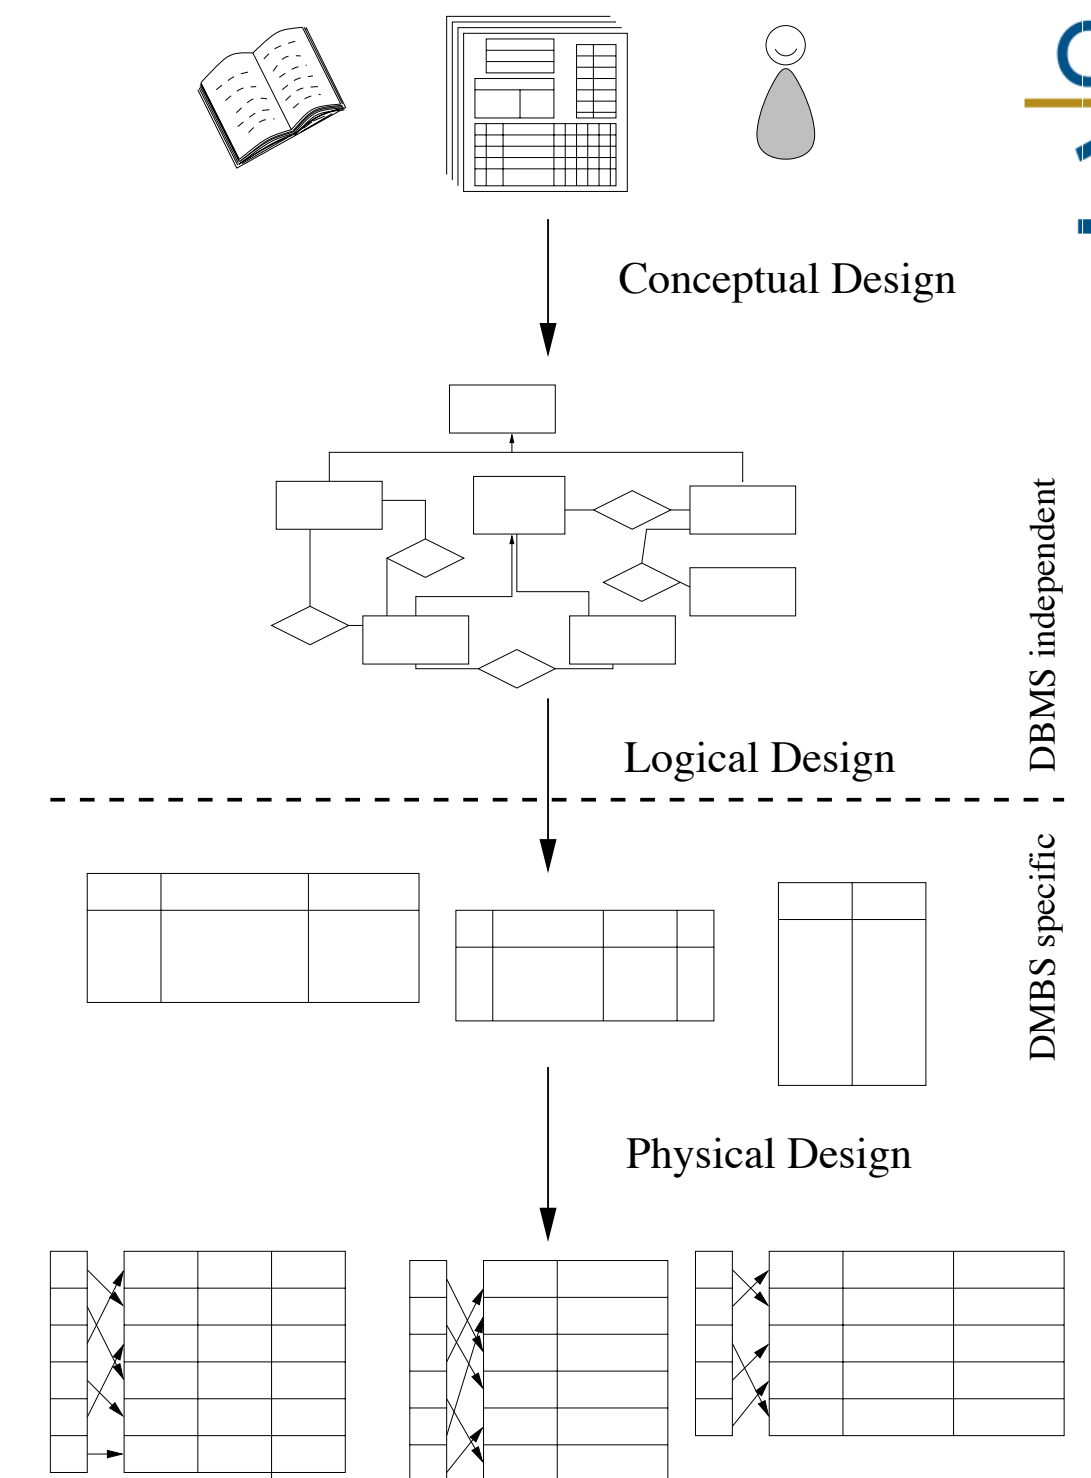 Conceptual Design
DBMS independent
Logical Design
DMBS specific
Physical Design